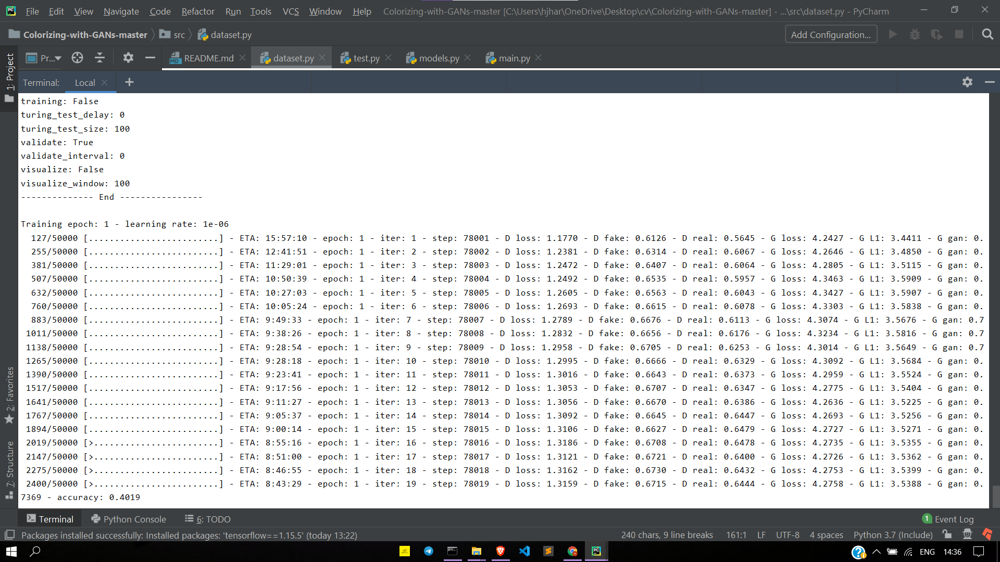 File Edit View Navigate Code Refactor Run Tools VCS Window Help Colorizing-with-GANs-master [C:\Users\hjhar\OneDrive\Desktop\cv\Colorizing-with-GANs-master] - ...\src\dataset.py - PyCharm
Colorizing-with-GANs-master src dataset.py Add Configuration...
1: Project
Pr... README.md dataset.py test.py models.py main.py
Terminal: Local
training: False
turing_test_delay: 0
turing_test_size: 100
validate: True
validate_interval: 0
visualize: False
visualize_window: 100
-------------- End ----------------
Training epoch: 1 - learning rate: 1e-06
127/50000 [.........................] - ETA: 15:57:10 - epoch: 1 - iter: 1 - step: 78001 - D loss: 1.1770 - D fake: 0.6126 - D real: 0.5645 - G loss: 4.2427 - G L1: 3.4411 - G gan: 0.
255/50000 [.........................] - ETA: 12:41:51 - epoch: 1 - iter: 2 - step: 78002 - D loss: 1.2381 - D fake: 0.6314 - D real: 0.6067 - G loss: 4.2646 - G L1: 3.4850 - G gan: 0.
381/50000 [.........................] - ETA: 11:29:01 - epoch: 1 - iter: 3 - step: 78003 - D loss: 1.2472 - D fake: 0.6407 - D real: 0.6064 - G loss: 4.2805 - G L1: 3.5115 - G gan: 0.
507/50000 [.........................] - ETA: 10:50:39 - epoch: 1 - iter: 4 - step: 78004 - D loss: 1.2492 - D fake: 0.6535 - D real: 0.5957 - G loss: 4.3463 - G L1: 3.5909 - G gan: 0.
632/50000 [.........................] - ETA: 10:27:03 - epoch: 1 - iter: 5 - step: 78005 - D loss: 1.2605 - D fake: 0.6563 - D real: 0.6043 - G loss: 4.3427 - G L1: 3.5907 - G gan: 0.
760/50000 [.........................] - ETA: 10:05:24 - epoch: 1 - iter: 6 - step: 78006 - D loss: 1.2693 - D fake: 0.6615 - D real: 0.6078 - G loss: 4.3303 - G L1: 3.5838 - G gan: 0.
883/50000 [.........................] - ETA: 9:49:33 - epoch: 1 - iter: 7 - step: 78007 - D loss: 1.2789 - D fake: 0.6676 - D real: 0.6113 - G loss: 4.3074 - G L1: 3.5676 - G gan: 0.7
1011/50000 [.........................] - ETA: 9:38:26 - epoch: 1 - iter: 8 - step: 78008 - D loss: 1.2832 - D fake: 0.6656 - D real: 0.6176 - G loss: 4.3234 - G L1: 3.5816 - G gan: 0.7
1138/50000 [.........................] - ETA: 9:28:54 - epoch: 1 - iter: 9 - step: 78009 - D loss: 1.2958 - D fake: 0.6705 - D real: 0.6253 - G loss: 4.3014 - G L1: 3.5649 - G gan: 0.7
1265/50000 [.........................] - ETA: 9:28:18 - epoch: 1 - iter: 10 - step: 78010 - D loss: 1.2995 - D fake: 0.6666 - D real: 0.6329 - G loss: 4.3092 - G L1: 3.5684 - G gan: 0.
1390/50000 [.........................] - ETA: 9:23:41 - epoch: 1 - iter: 11 - step: 78011 - D loss: 1.3016 - D fake: 0.6643 - D real: 0.6373 - G loss: 4.2959 - G L1: 3.5524 - G gan: 0.
1517/50000 [.........................] - ETA: 9:17:56 - epoch: 1 - iter: 12 - step: 78012 - D loss: 1.3053 - D fake: 0.6707 - D real: 0.6347 - G loss: 4.2775 - G L1: 3.5404 - G gan: 0.
1641/50000 [.........................] - ETA: 9:11:27 - epoch: 1 - iter: 13 - step: 78013 - D loss: 1.3056 - D fake: 0.6670 - D real: 0.6386 - G loss: 4.2636 - G L1: 3.5225 - G gan: 0.
1767/50000 [.........................] - ETA: 9:05:37 - epoch: 1 - iter: 14 - step: 78014 - D loss: 1.3092 - D fake: 0.6645 - D real: 0.6447 - G loss: 4.2693 - G L1: 3.5256 - G gan: 0.
1894/50000 [.........................] - ETA: 9:00:14 - epoch: 1 - iter: 15 - step: 78015 - D loss: 1.3106 - D fake: 0.6627 - D real: 0.6479 - G loss: 4.2727 - G L1: 3.5271 - G gan: 0.
2019/50000 [>........................] - ETA: 8:55:16 - epoch: 1 - iter: 16 - step: 78016 - D loss: 1.3186 - D fake: 0.6708 - D real: 0.6478 - G loss: 4.2735 - G L1: 3.5355 - G gan: 0.
2147/50000 [>........................] - ETA: 8:51:00 - epoch: 1 - iter: 17 - step: 78017 - D loss: 1.3121 - D fake: 0.6721 - D real: 0.6400 - G loss: 4.2726 - G L1: 3.5362 - G gan: 0.
2275/50000 [>........................] - ETA: 8:46:55 - epoch: 1 - iter: 18 - step: 78018 - D loss: 1.3162 - D fake: 0.6730 - D real: 0.6432 - G loss: 4.2753 - G L1: 3.5399 - G gan: 0.
2400/50000 [>........................] - ETA: 8:43:29 - epoch: 1 - iter: 19 - step: 78019 - D loss: 1.3159 - D fake: 0.6715 - D real: 0.6444 - G loss: 4.2758 - G L1: 3.5388 - G gan: 0.
7369 - accuracy: 0.4019
2: Favorites
7: Structure
Terminal Python Console 6: TODO 1 Event Log
Packages installed successfully: Installed packages: 'tensorflow==1.15.5' (today 13:22) 240 chars, 9 line breaks 161:1 LF UTF-8 4 spaces Python 3.7 (Include)
ENG 14:36